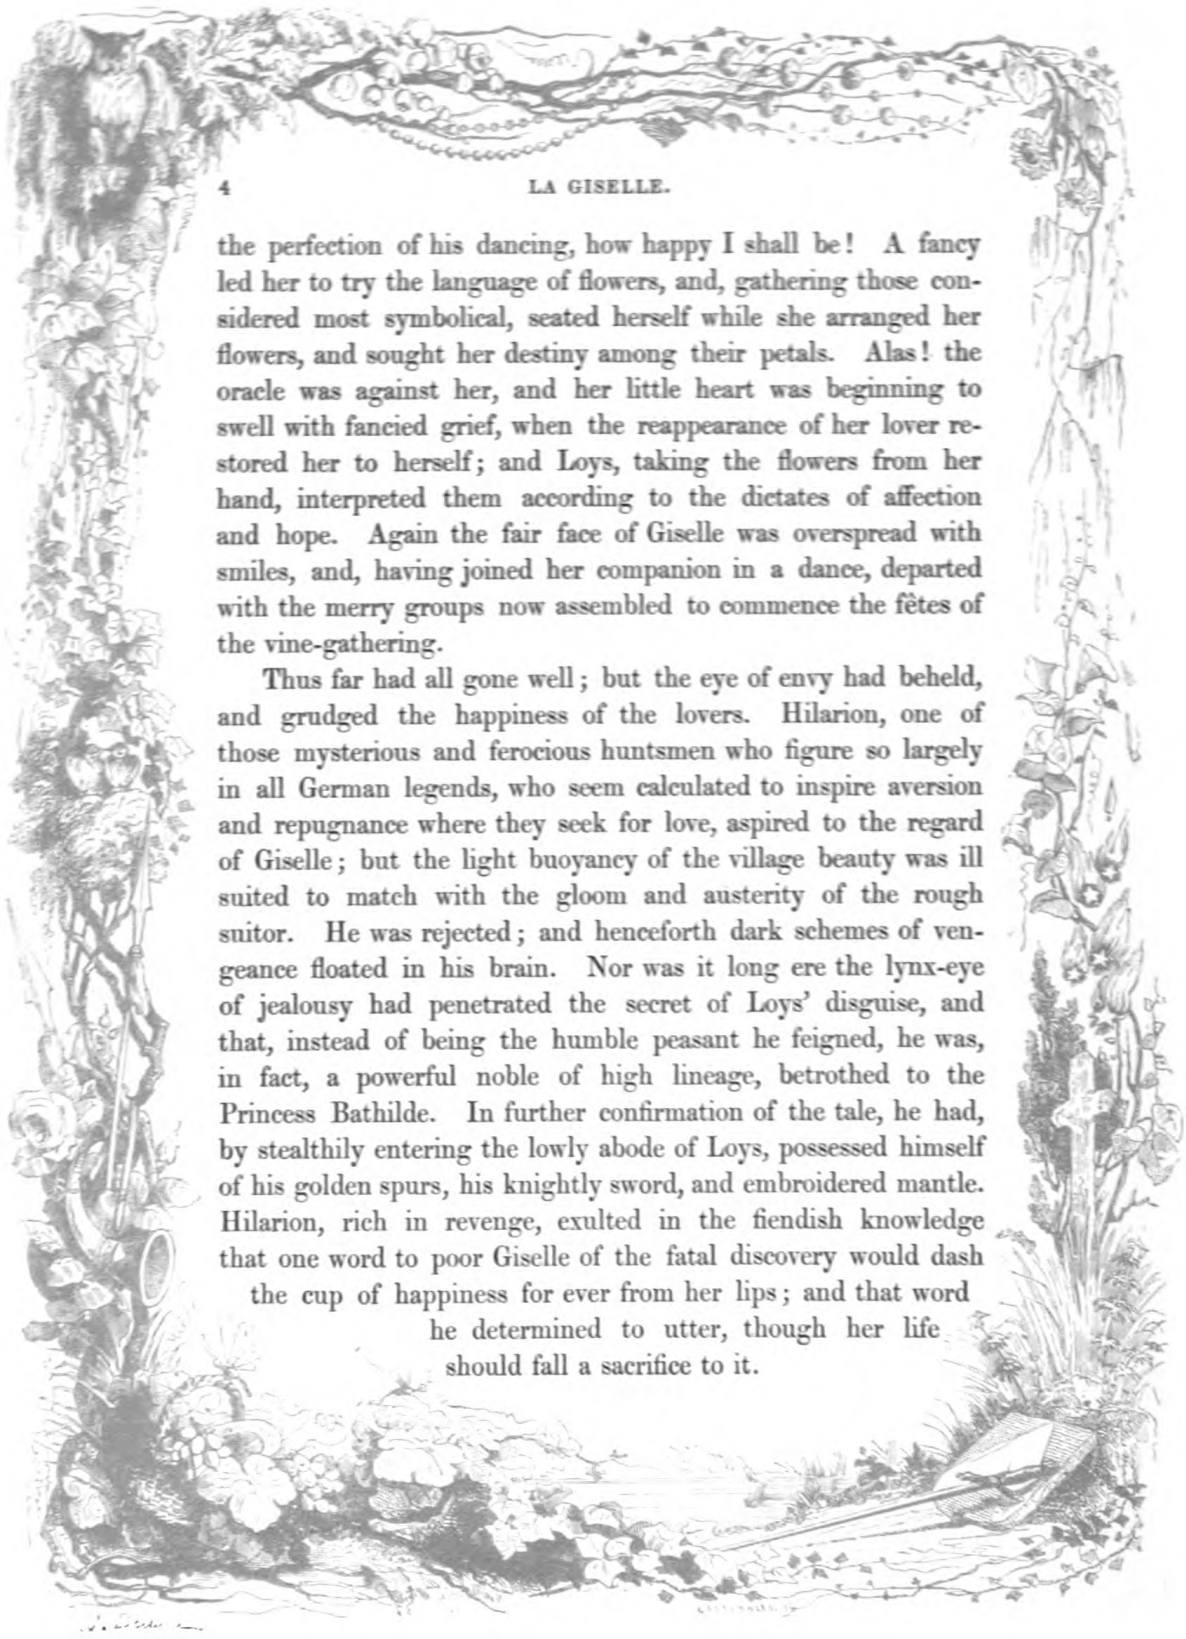 4
LA GISELLE.
the perfection of his dancing, how happy I shall be! A fancy
led her to try the language of flowers, and, gathering those con-
sidered most symbolical, seated herself while she arranged her
flowers, and sought her destiny among their petals. Alas! the
oracle was against her, and her little heart was beginning to
swell with fancied grief, when the reappearance of her lover re-
stored her to herself; and Loys, taking the flowers from her
hand, interpreted them according to the dictates of affection
and hope. Again the fair face of Giselle was overspread with
smiles, and, having joined her companion in a dance, departed
with the merry groups now assembled to commence the fêtes of
the vine-gathering.
Thus far had all gone well; but the eye of envy had beheld,
and grudged the happiness of the lovers. Hilarion, one of
those mysterious and ferocious huntsmen who figure so largely
in all German legends, who seem calculated to inspire aversion
and repugnance where they seek for love, aspired to the regard
of Giselle; but the light buoyancy of the village beauty was ill
suited to match with the gloom and austerity of the rough
suitor. He was rejected; and henceforth dark schemes of ven-
geance floated in his brain. Nor was it long ere the lynx-eye
of jealousy had penetrated the secret of Loys' disguise, and
that, instead of being the humble peasant he feigned, he was,
in fact, a powerful noble of high lineage, betrothed to the
Princess Bathilde. In further confirmation of the tale, he had,
by stealthily entering the lowly abode of Loys, possessed himself
of his golden spurs, his knightly sword, and embroidered mantle.
Hilarion, rich in revenge, exulted in the fiendish knowledge
that one word to poor Giselle of the fatal discovery would dash
the cup of happiness for ever from her lips; and that word
he determined to utter, though her life
should fall a sacrifice to it.